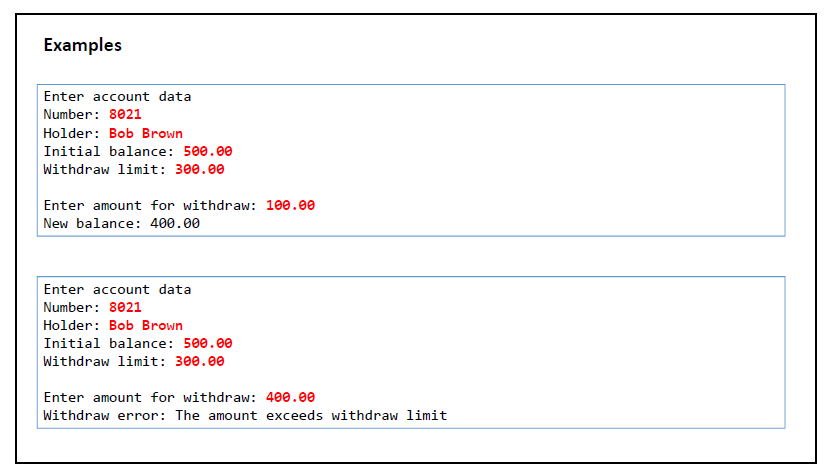 Examples
Enter account data
Number: 8021
Holder: Bob Brown
Initial balance: 500.00
Withdraw limit: 300.00
Enter amount for withdraw: 100.00
New balance: 400.00
Enter account data
Number: 8021
Holder: Bob Brown
Initial balance: 500.00
Withdraw limit: 300.00
Enter amount for withdraw: 400.00
Withdraw error: The amount exceeds withdraw limit